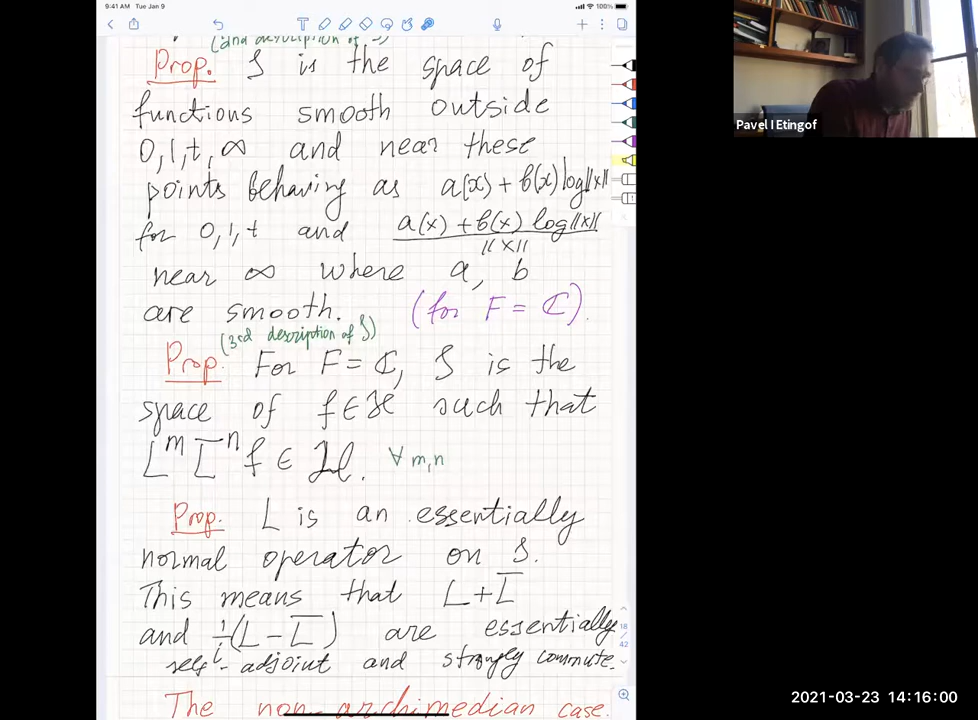 9:41 AM Tue Jan 9
100%
(and description of S)
Prop. S is the space of
functions smooth outside
0,1,t,∞ and near these
points behaving as a(x) + b(x) log||x||
for 0,1,t and a(x) + b(x) log||x|| / ||x||
near ∞ where a, b
are smooth. (for F = ℂ).
(3rd description of S)
Prop. For F = ℂ, S is the
space of f ∈ ℋ such that
L^m L̅^n f ∈ ℋ. ∀ m,n
Prop. L is an essentially
normal operator on S.
This means that L + L̅
and 1/i (L - L̅) are essentially
self-adjoint and strongly commute.
The non-archimedian case.
18
/
42
Pavel I Etingof
2021-03-23 14:16:00